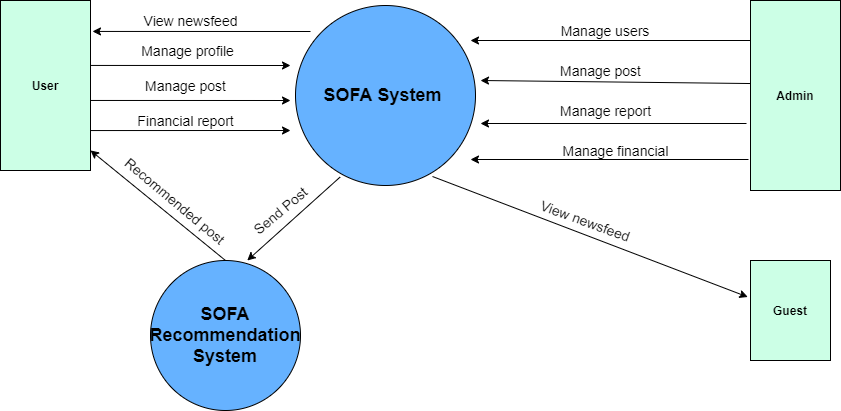 View newsfeed
Manage profile
User
Manage post
Financial report
SOFA System
Manage users
Manage post
Admin
Manage report
Manage financial
Recommended post
Send Post
View newsfeed
SOFA
Recommendation
System
Guest